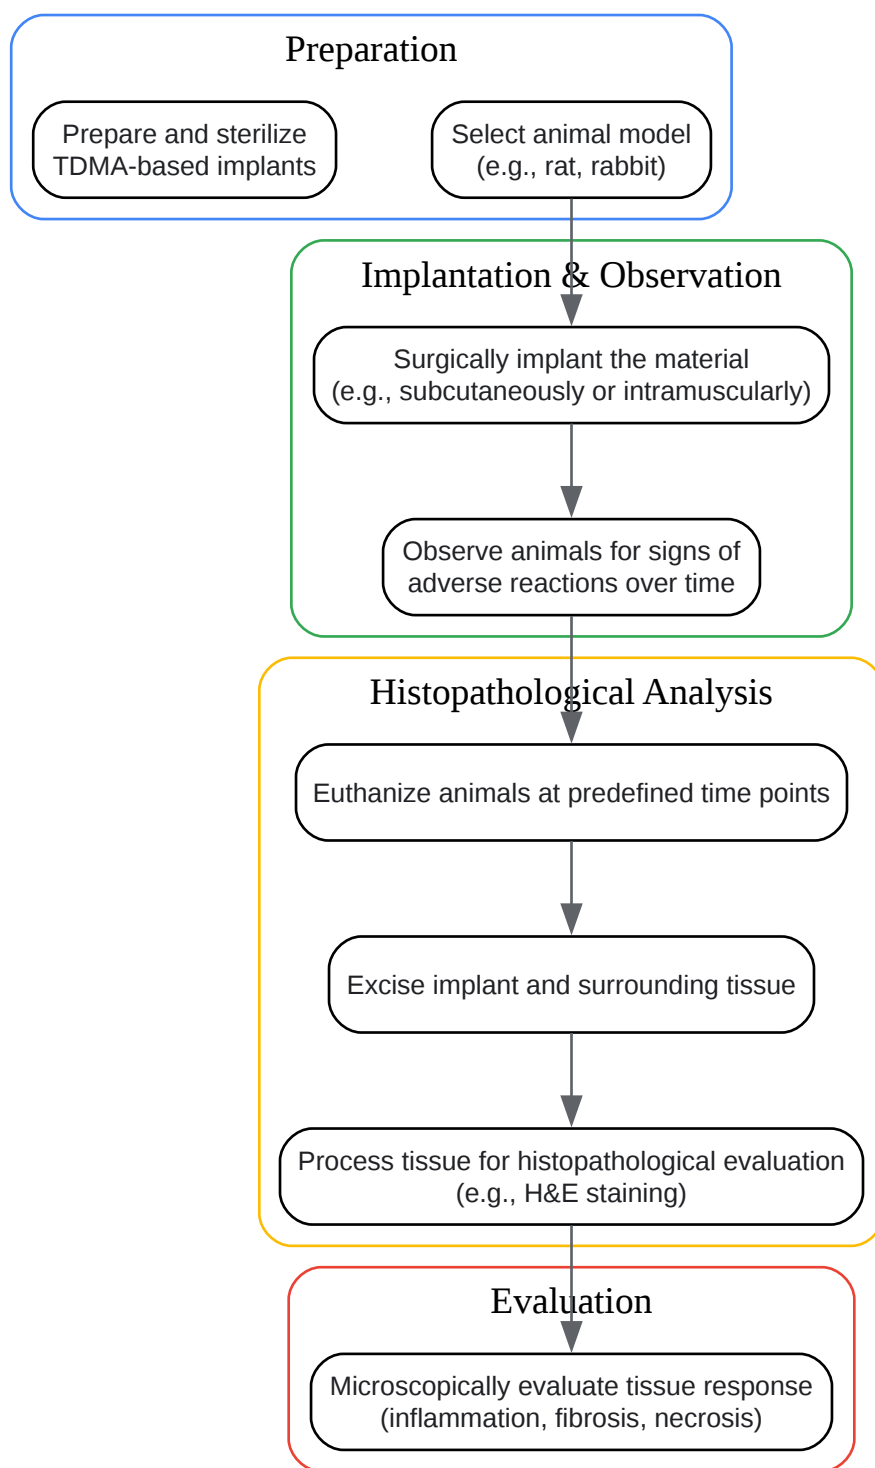 Preparation
Prepare and sterilize
TDMA-based implants
Select animal model
(e.g., rat, rabbit)
Implantation & Observation
Surgically implant the material
(e.g., subcutaneously or intramuscularly)
Observe animals for signs of
adverse reactions over time
Histopathological Analysis
Euthanize animals at predefined time points
Excise implant and surrounding tissue
Process tissue for histopathological evaluation
(e.g., H&E staining)
Evaluation
Microscopically evaluate tissue response
(inflammation, fibrosis, necrosis)